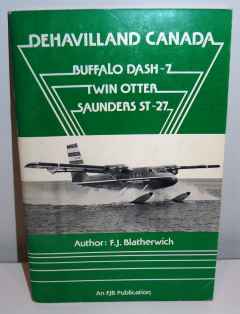 DEHAVILLAND CANADA
BUFFALO DASH-7
TWIN OTTER
SAUNDERS ST-27
Author: F.J. Blatherwich
An FJB Publication